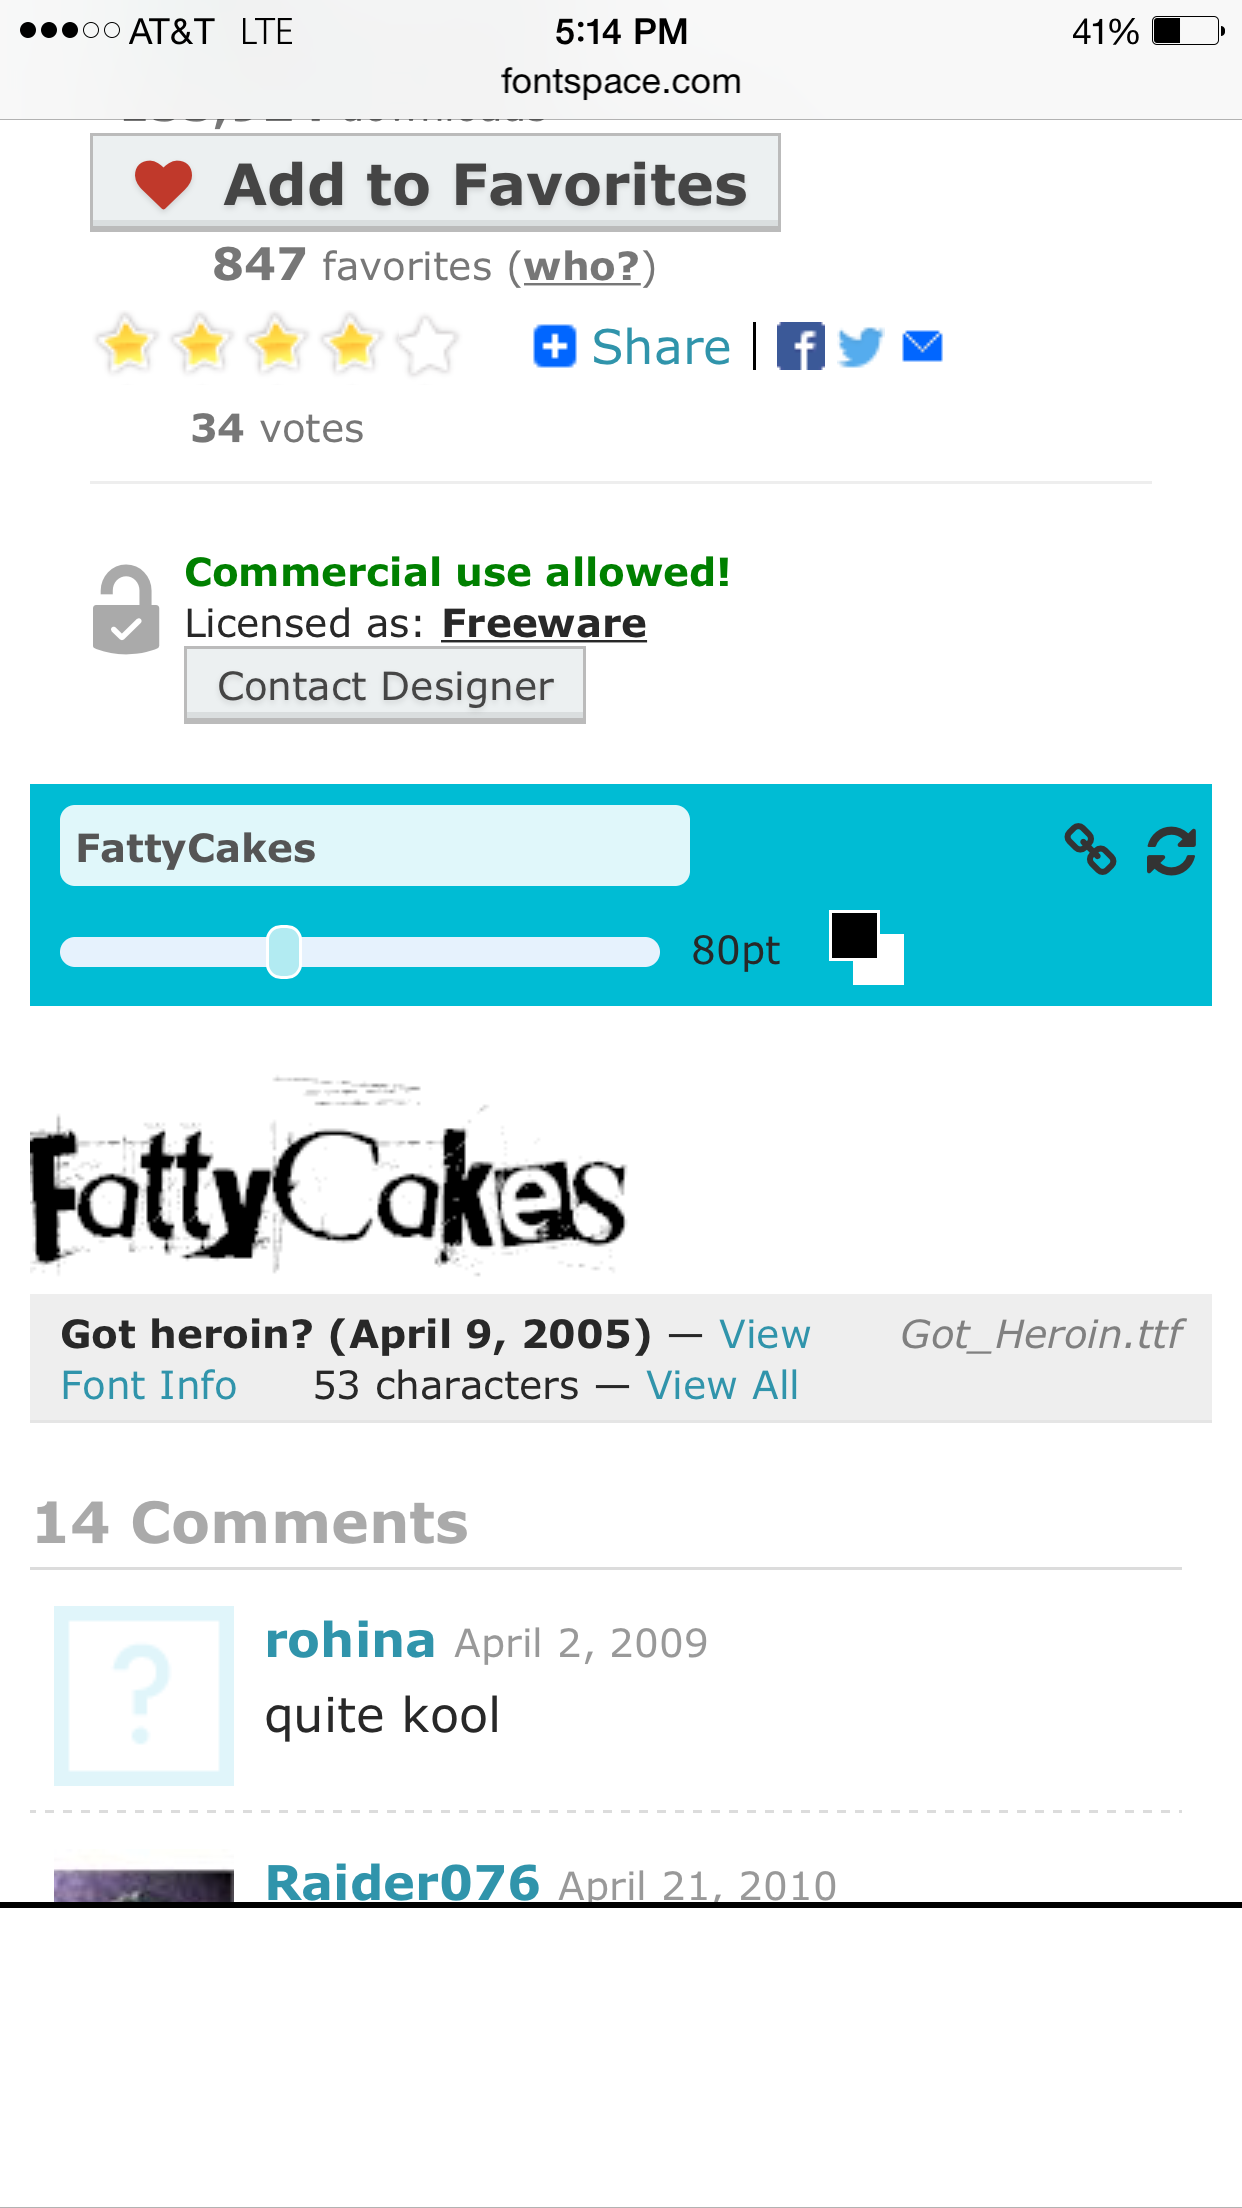 AT&T LTE 5:14 PM 41%
fontspace.com
Add to Favorites
847 favorites (who?)
Share |
34 votes
Commercial use allowed!
Licensed as: Freeware
Contact Designer
FattyCakes
80pt
FattyCakes
Got heroin? (April 9, 2005) — View Got_Heroin.ttf
Font Info 53 characters — View All
14 Comments
rohina April 2, 2009
quite kool
Raider076 April 21, 2010